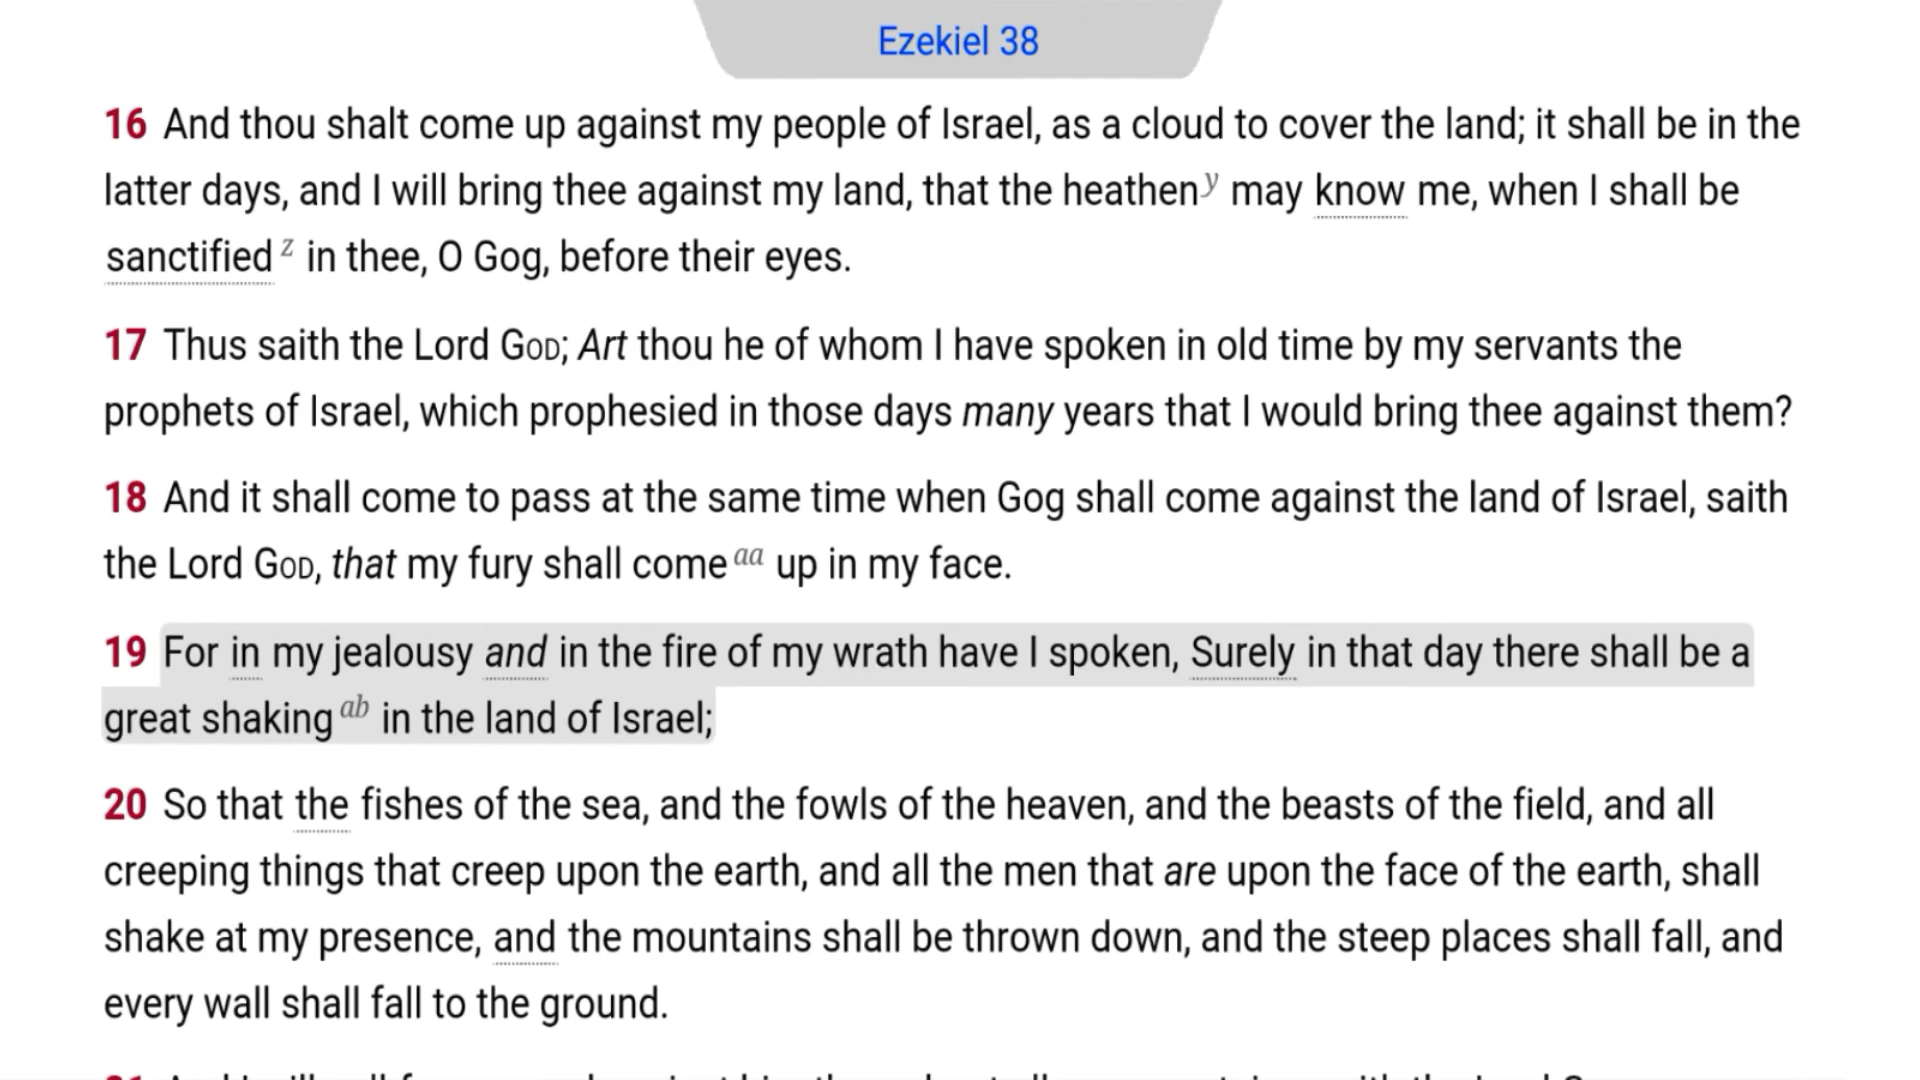 Ezekiel 38
16 And thou shalt come up against my people of Israel, as a cloud to cover the land; it shall be in the
latter days, and I will bring thee against my land, that the heathen y may know me, when I shall be
sanctified z in thee, O Gog, before their eyes.
17 Thus saith the Lord GOD; Art thou he of whom I have spoken in old time by my servants the
prophets of Israel, which prophesied in those days many years that I would bring thee against them?
18 And it shall come to pass at the same time when Gog shall come against the land of Israel, saith
the Lord GOD, that my fury shall come aa up in my face.
19 For in my jealousy and in the fire of my wrath have I spoken, Surely in that day there shall be a
great shaking ab in the land of Israel;
20 So that the fishes of the sea, and the fowls of the heaven, and the beasts of the field, and all
creeping things that creep upon the earth, and all the men that are upon the face of the earth, shall
shake at my presence, and the mountains shall be thrown down, and the steep places shall fall, and
every wall shall fall to the ground.